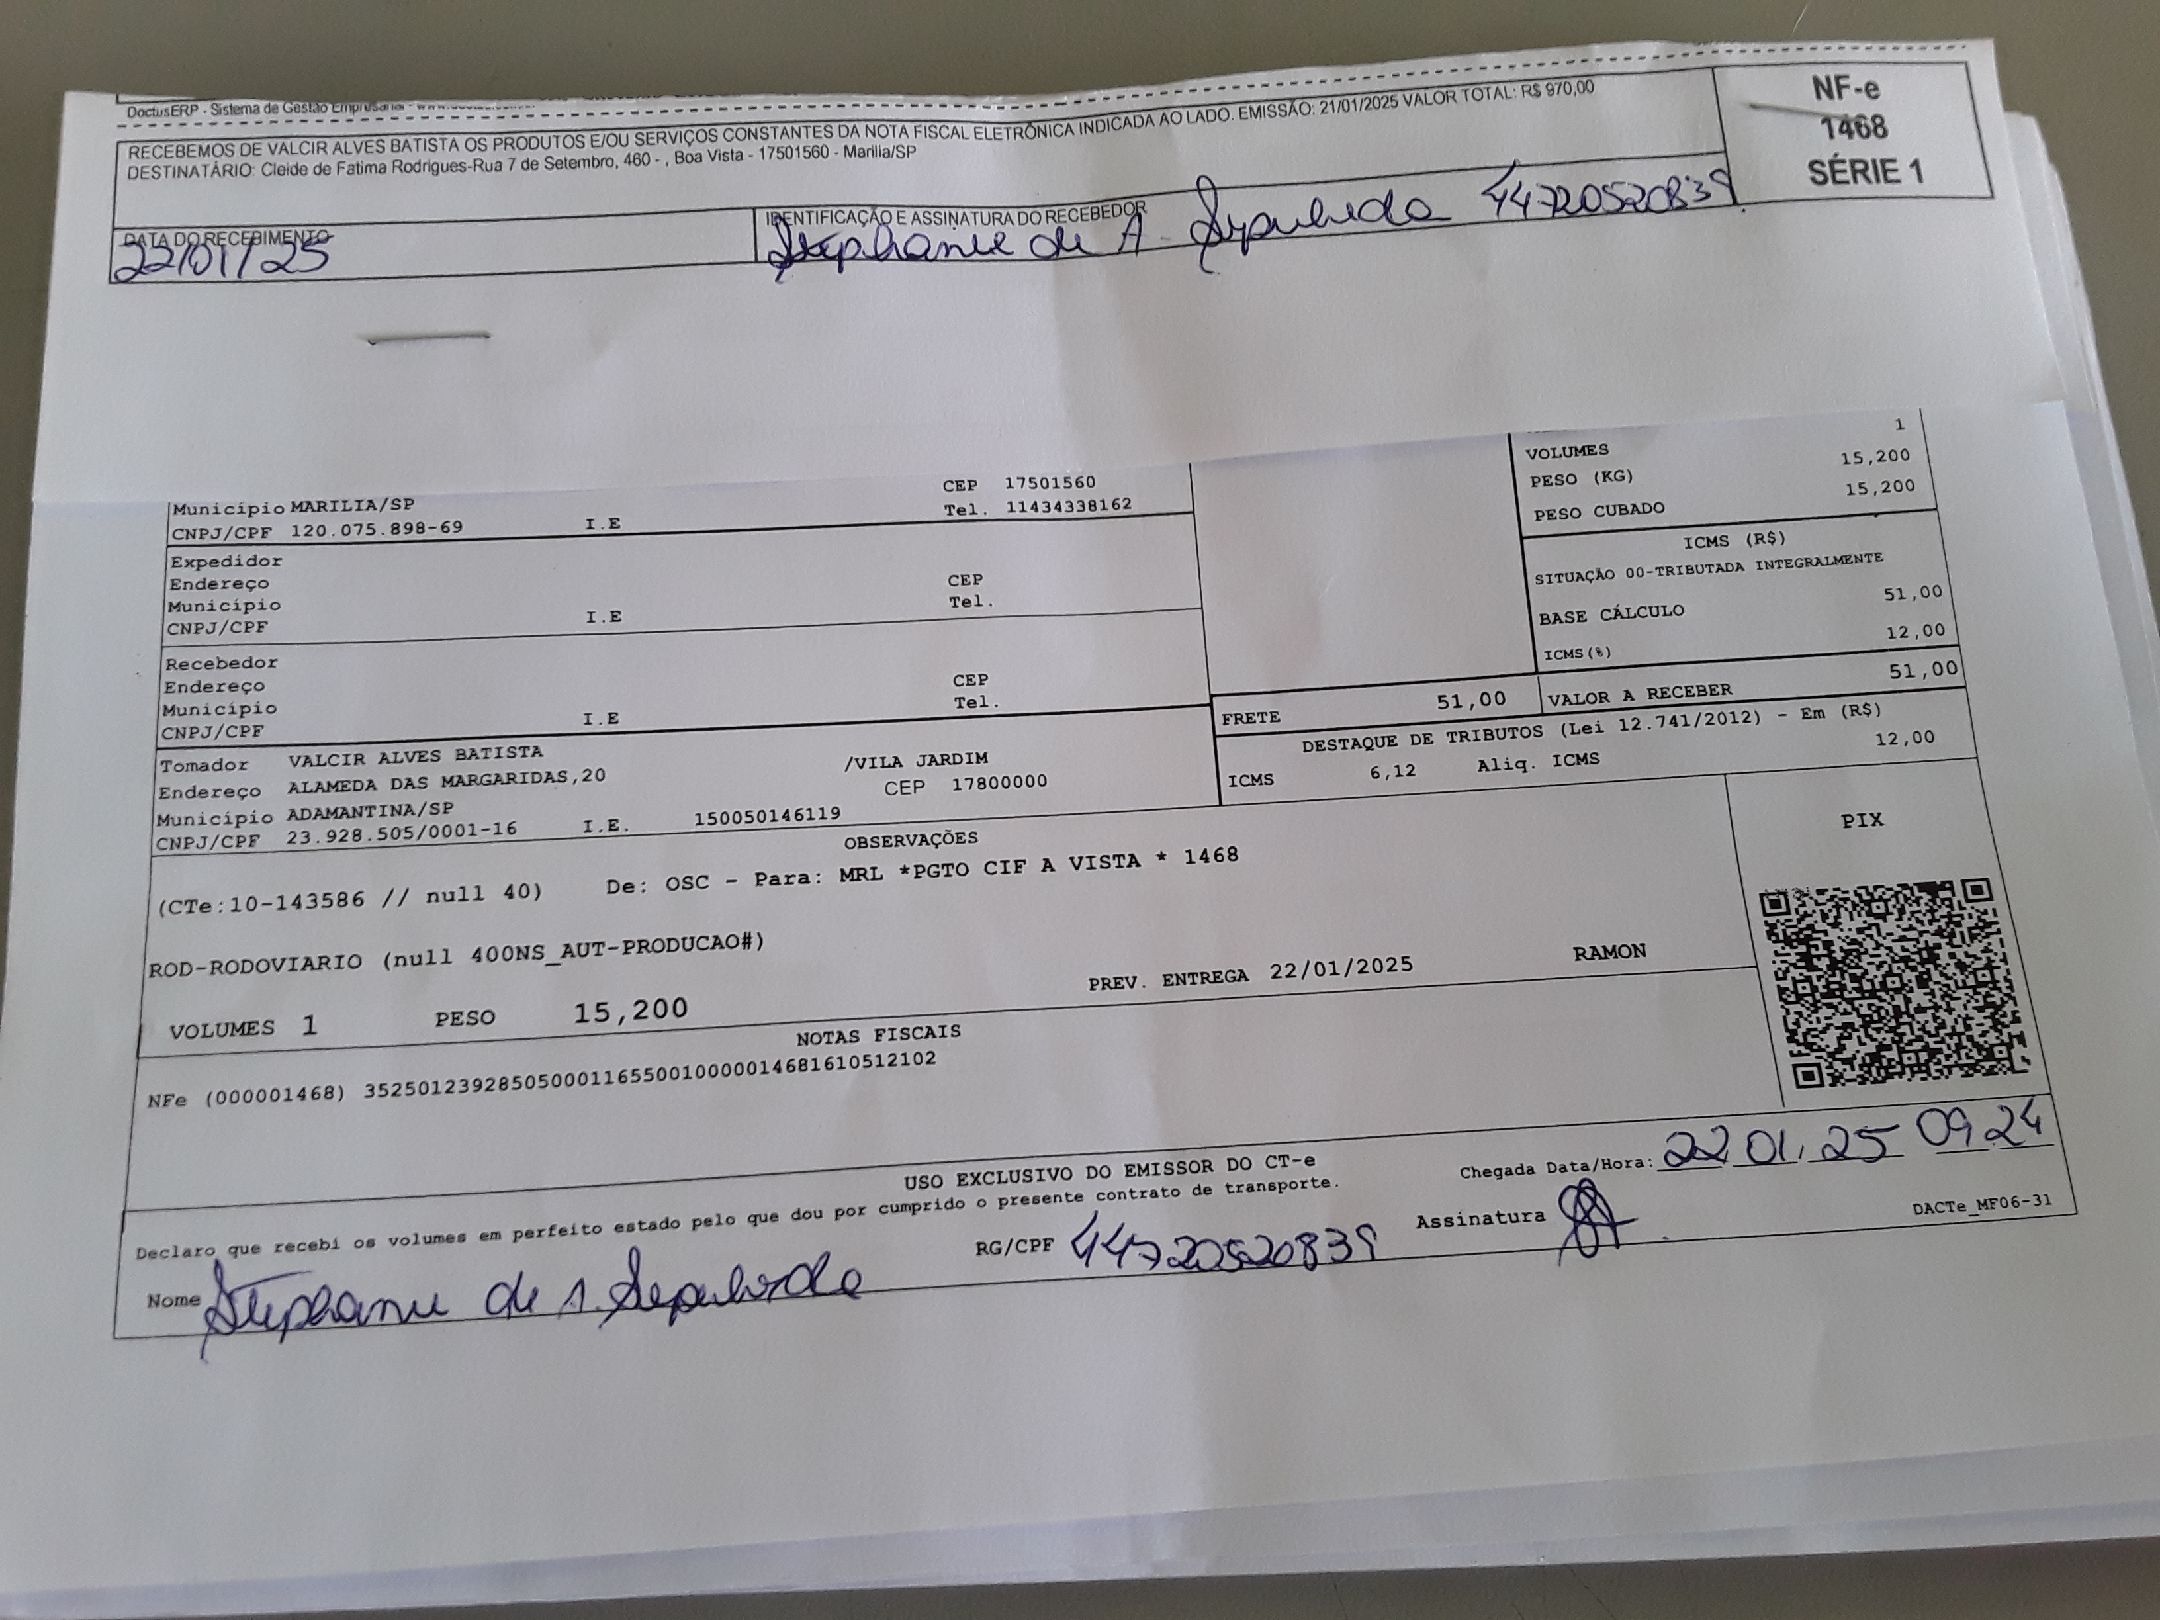 DoctusERP - Sistema de Gestão Empresarial -
RECEBEMOS DE VALCIR ALVES BATISTA OS PRODUTOS E/OU SERVIÇOS CONSTANTES DA NOTA FISCAL ELETRÔNICA INDICADA AO LADO. EMISSÃO: 21/01/2025 VALOR TOTAL: R$ 970,00
DESTINATÁRIO: Cleide de Fatima Rodrigues-Rua 7 de Setembro, 460 - , Boa Vista - 17501560 - Marilia/SP
NF-e
1468
SÉRIE 1
DATA DO RECEBIMENTO
22/01/25
IDENTIFICAÇÃO E ASSINATURA DO RECEBEDOR
Stephanie de A. Sepulveda 44720520839
Município MARILIA/SP CEP 17501560
CNPJ/CPF 120.075.898-69 I.E Tel. 11434338162
Expedidor
Endereço CEP
Município Tel.
CNPJ/CPF I.E
Recebedor
Endereço CEP
Município Tel.
CNPJ/CPF I.E
Tomador VALCIR ALVES BATISTA
Endereço ALAMEDA DAS MARGARIDAS,20 /VILA JARDIM
Município ADAMANTINA/SP CEP 17800000
CNPJ/CPF 23.928.505/0001-16 I.E. 150050146119
VOLUMES 1
PESO (KG) 15,200
PESO CUBADO 15,200
ICMS (R$)
SITUAÇÃO 00-TRIBUTADA INTEGRALMENTE
BASE CÁLCULO 51,00
ICMS(%) 12,00
FRETE 51,00 VALOR A RECEBER 51,00
DESTAQUE DE TRIBUTOS (Lei 12.741/2012) - Em (R$)
ICMS 6,12 Aliq. ICMS 12,00
OBSERVAÇÕES
(CTe:10-143586 // null 40) De: OSC - Para: MRL *PGTO CIF A VISTA * 1468
ROD-RODOVIARIO (null 400NS_AUT-PRODUCAO#)
VOLUMES 1 PESO 15,200 PREV. ENTREGA 22/01/2025 RAMON
PIX
NOTAS FISCAIS
NFe (000001468) 35250123928505000116550010000014681610512102
USO EXCLUSIVO DO EMISSOR DO CT-e
Declaro que recebi os volumes em perfeito estado pelo que dou por cumprido o presente contrato de transporte.
Chegada Data/Hora: 22 01 25 09 24
Nome Stephanie de A. Sepulveda RG/CPF 44720520839 Assinatura
DACTe_MF06-31